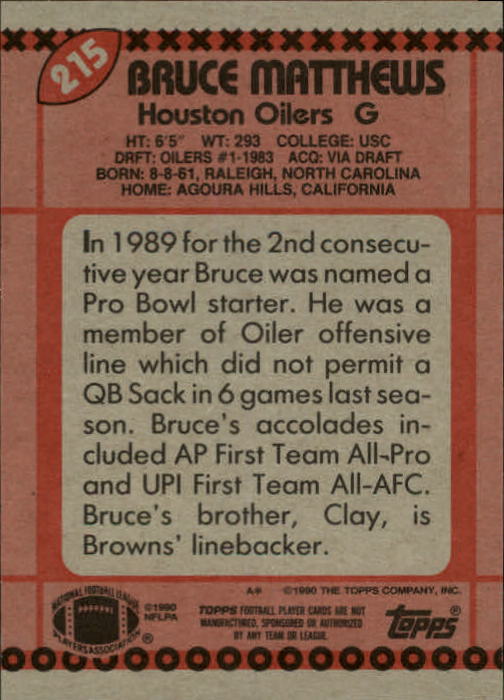 215
BRUCE MATTHEWS
Houston Oilers G
HT: 6'5" WT: 293 COLLEGE: USC
DRFT: OILERS #1-1983 ACQ: VIA DRAFT
BORN: 8-8-61, RALEIGH, NORTH CAROLINA
HOME: AGOURA HILLS, CALIFORNIA
In 1989 for the 2nd consecu-
tive year Bruce was named a
Pro Bowl starter. He was a
member of Oiler offensive
line which did not permit a
QB Sack in 6 games last sea-
son. Bruce's accolades in-
cluded AP First Team All-Pro
and UPI First Team All-AFC.
Bruce's brother, Clay, is
Browns' linebacker.
A* ©1990 THE TOPPS COMPANY, INC.
NATIONAL FOOTBALL LEAGUE
PLAYERS ASSOCIATION ®
©1990
NFLPA
TOPPS FOOTBALL PLAYER CARDS ARE NOT
MANUFACTURED, SPONSORED OR AUTHORIZED
BY ANY TEAM OR LEAGUE.
topps®